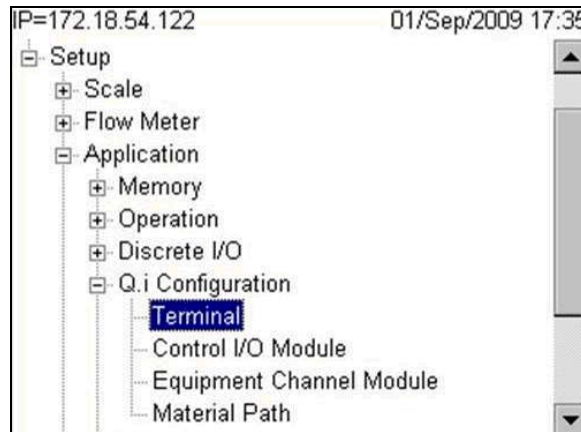 IP=172.18.54.122 01/Sep/2009 17:35
Setup
Scale
Flow Meter
Application
Memory
Operation
Discrete I/O
Q.i Configuration
Terminal
Control I/O Module
Equipment Channel Module
Material Path